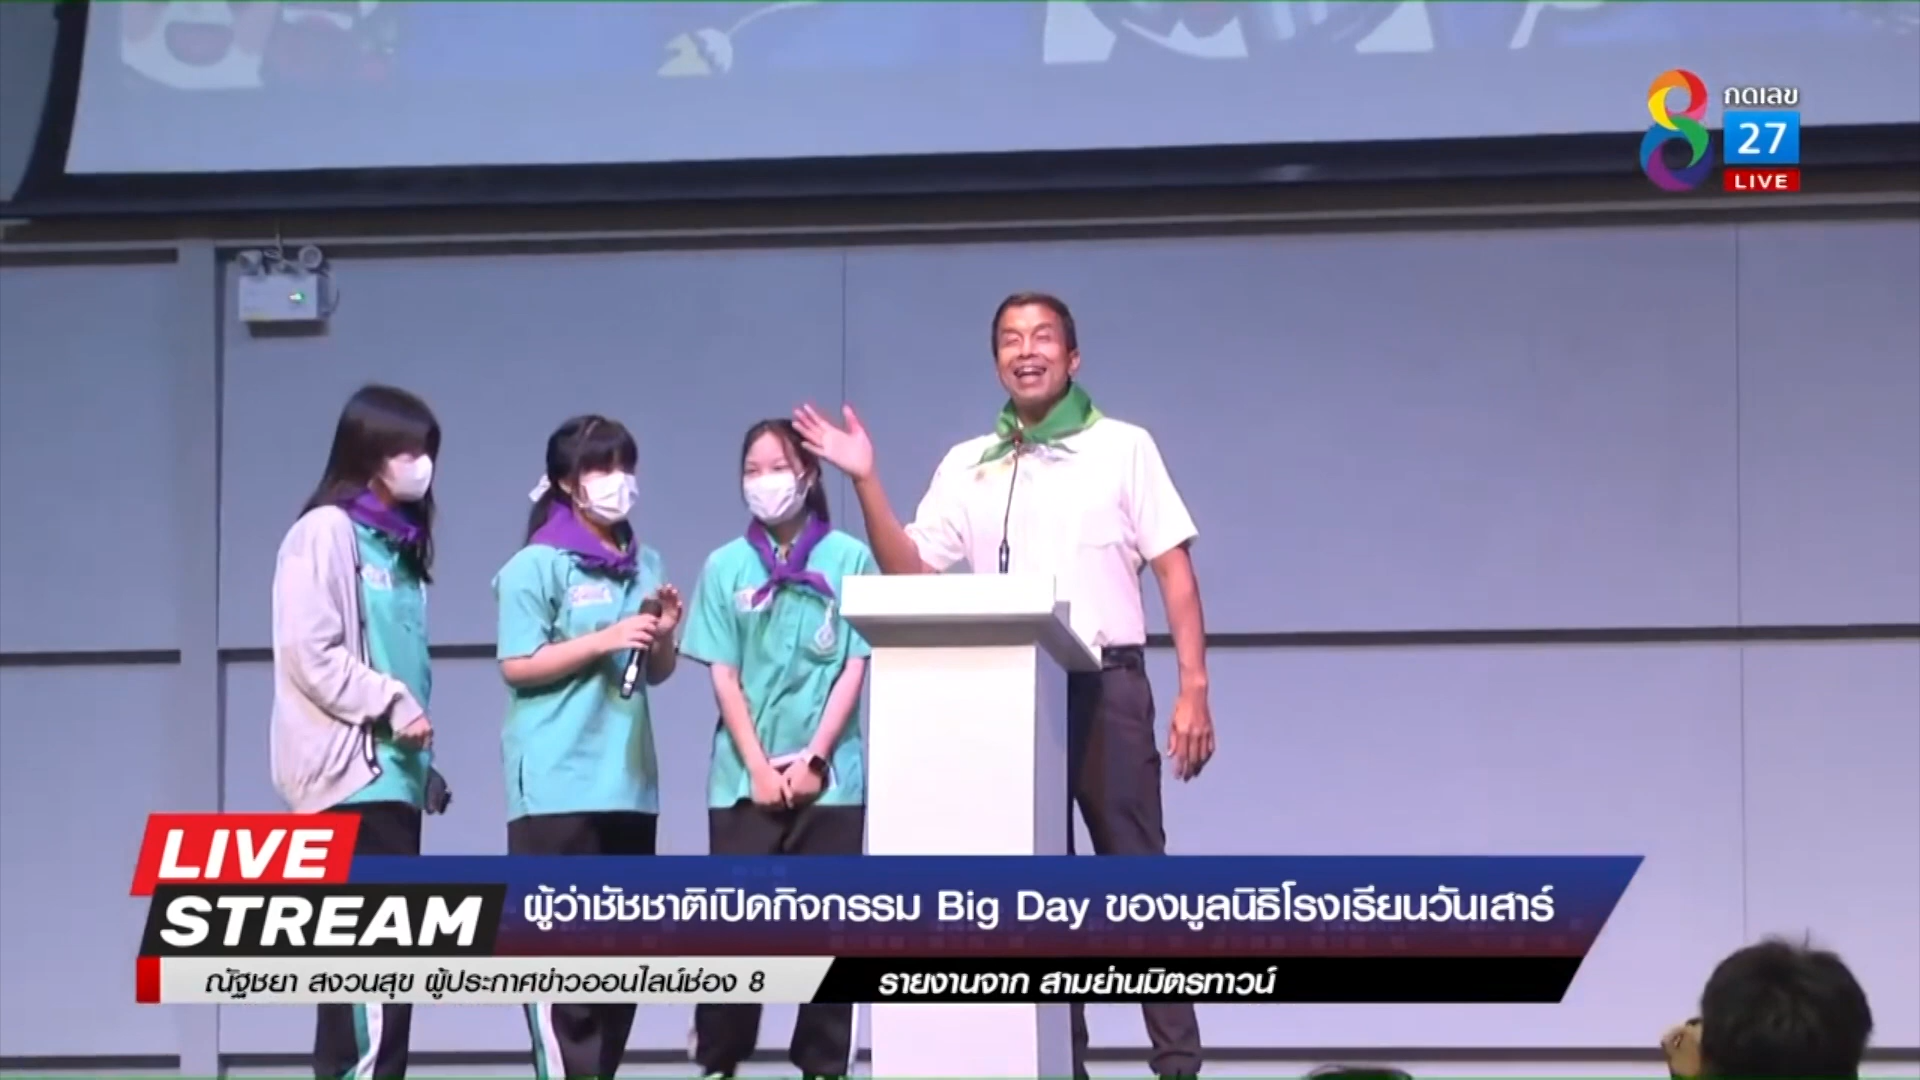 กดเลข
27
LIVE
LIVE
STREAM
ผู้ว่าชัชชาติเปิดกิจกรรม Big Day ของมูลนิธิโรงเรียนวันเสาร์
ณัฐชยา สงวนสุข ผู้ประกาศข่าวออนไลน์ช่อง 8
รายงานจาก สามย่านมิตรทาวน์